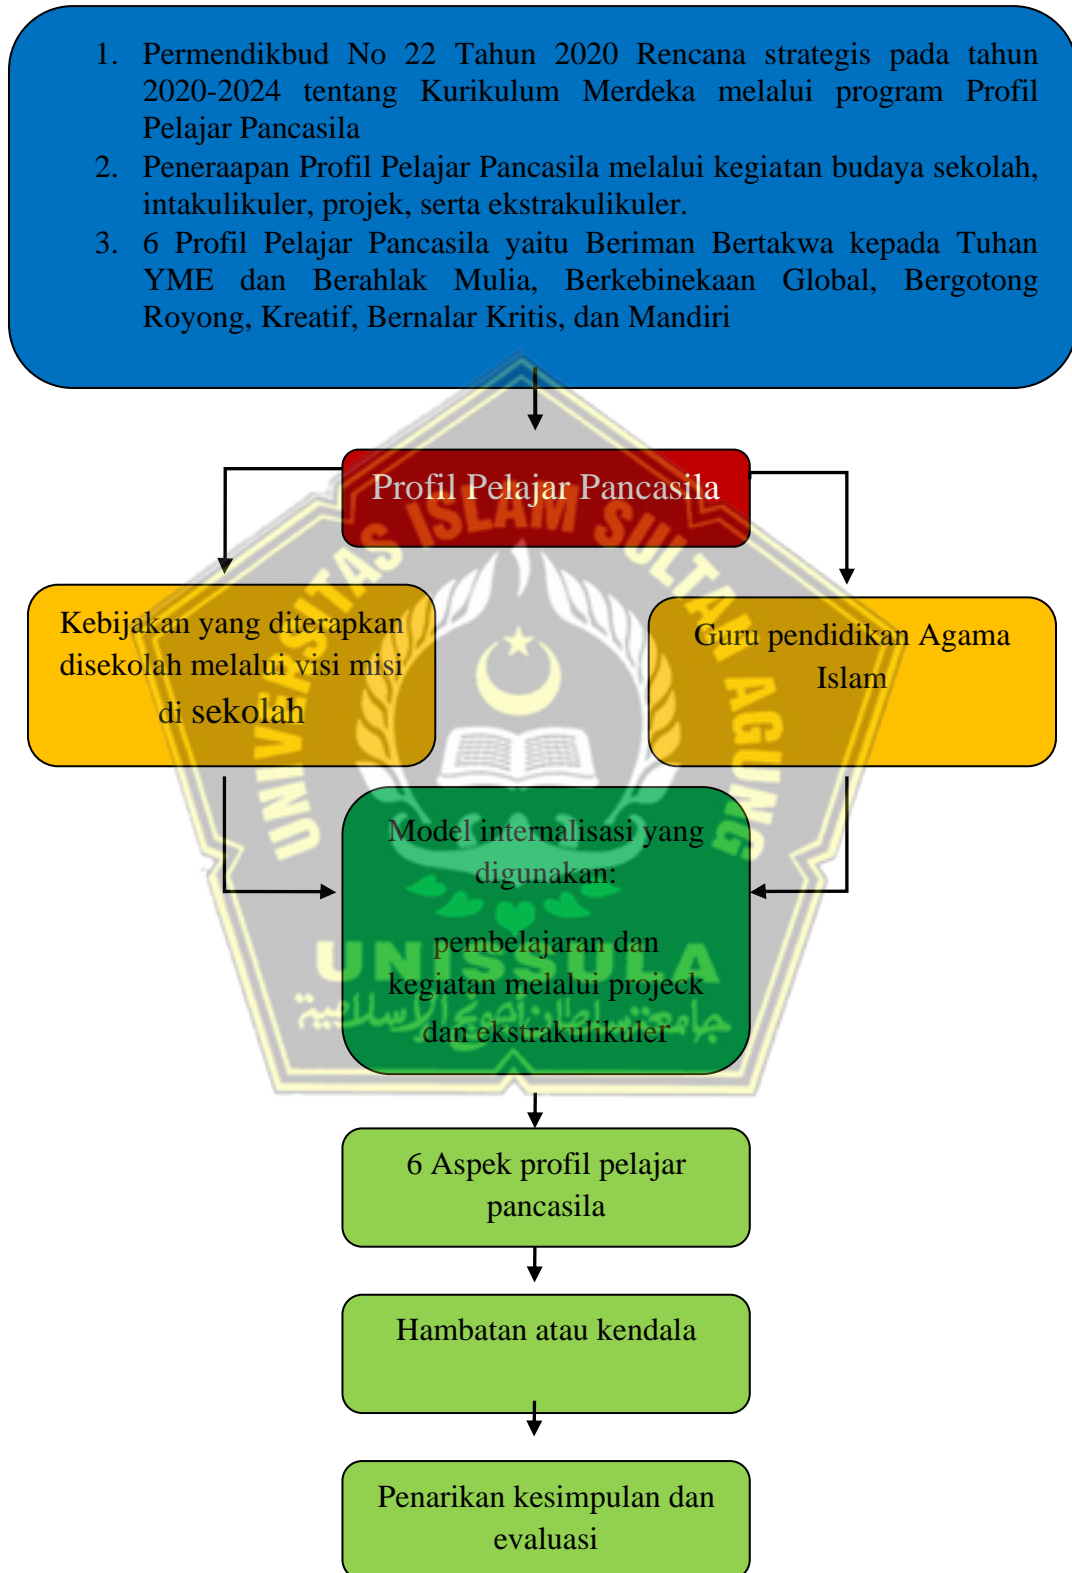 1. Permendikbud No 22 Tahun 2020 Rencana strategis pada tahun
2020-2024 tentang Kurikulum Merdeka melalui program Profil
Pelajar Pancasila
2. Peneraapan Profil Pelajar Pancasila melalui kegiatan budaya sekolah,
intakulikuler, projek, serta ekstrakulikuler.
3. 6 Profil Pelajar Pancasila yaitu Beriman Bertakwa kepada Tuhan
YME dan Berahlak Mulia, Berkebinekaan Global, Bergotong
Royong, Kreatif, Bernalar Kritis, dan Mandiri
Profil Pelajar Pancasila
UNIVERSITAS ISLAM SULTAN AGUNG
Kebijakan yang diterapkan
disekolah melalui visi misi
di sekolah
Guru pendidikan Agama
Islam
Model internalisasi yang
digunakan:
pembelajaran dan
kegiatan melalui projeck
dan ekstrakulikuler
UNISSULA
جامعة سلطان أجونج الإسلامية
6 Aspek profil pelajar
pancasila
Hambatan atau kendala
Penarikan kesimpulan dan
evaluasi